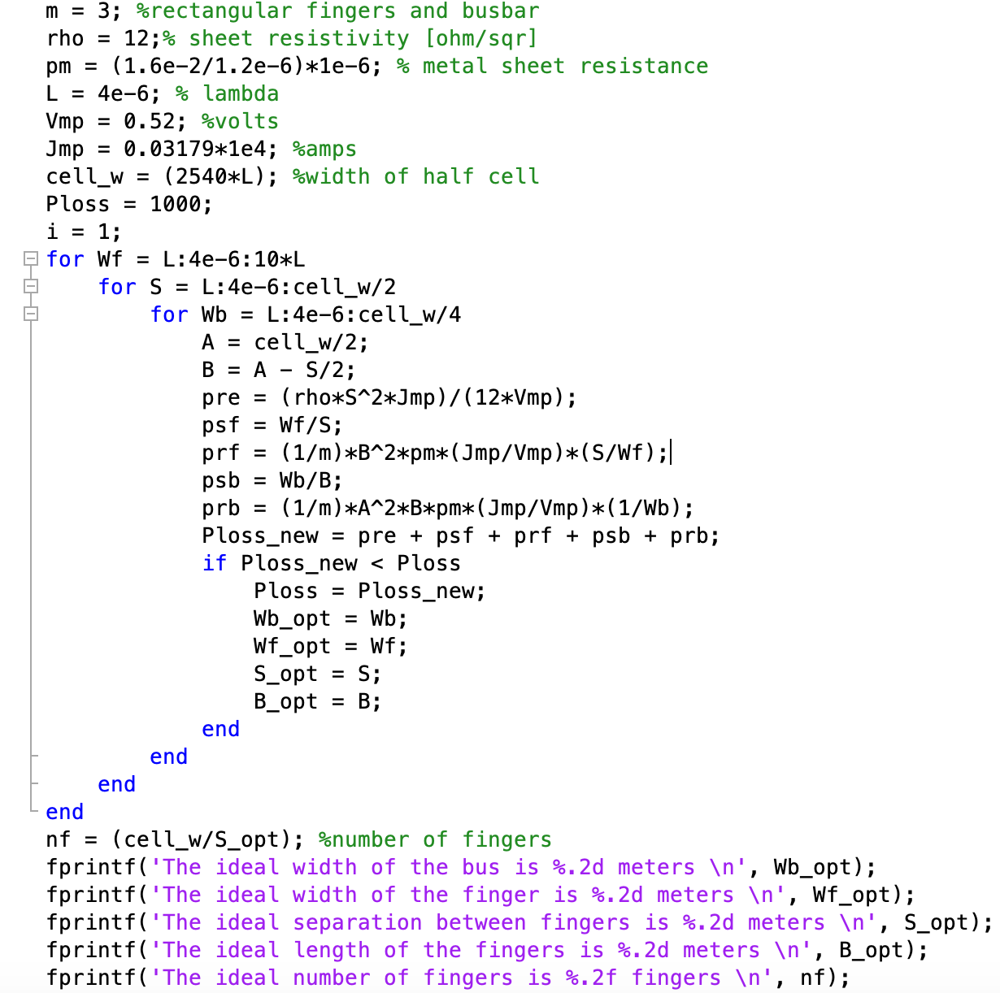 m = 3; %rectangular fingers and busbar
rho = 12;% sheet resistivity [ohm/sqr]
pm = (1.6e-2/1.2e-6)*1e-6; % metal sheet resistance
L = 4e-6; % lambda
Vmp = 0.52; %volts
Jmp = 0.03179*1e4; %amps
cell_w = (2540*L); %width of half cell
Ploss = 1000;
i = 1;
for Wf = L:4e-6:10*L
    for S = L:4e-6:cell_w/2
        for Wb = L:4e-6:cell_w/4
            A = cell_w/2;
            B = A - S/2;
            pre = (rho*S^2*Jmp)/(12*Vmp);
            psf = Wf/S;
            prf = (1/m)*B^2*pm*(Jmp/Vmp)*(S/Wf);
            psb = Wb/B;
            prb = (1/m)*A^2*B*pm*(Jmp/Vmp)*(1/Wb);
            Ploss_new = pre + psf + prf + psb + prb;
            if Ploss_new < Ploss
                Ploss = Ploss_new;
                Wb_opt = Wb;
                Wf_opt = Wf;
                S_opt = S;
                B_opt = B;
            end
        end
    end
end
nf = (cell_w/S_opt); %number of fingers
fprintf('The ideal width of the bus is %.2d meters \n', Wb_opt);
fprintf('The ideal width of the finger is %.2d meters \n', Wf_opt);
fprintf('The ideal separation between fingers is %.2d meters \n', S_opt);
fprintf('The ideal length of the fingers is %.2d meters \n', B_opt);
fprintf('The ideal number of fingers is %.2f fingers \n', nf);